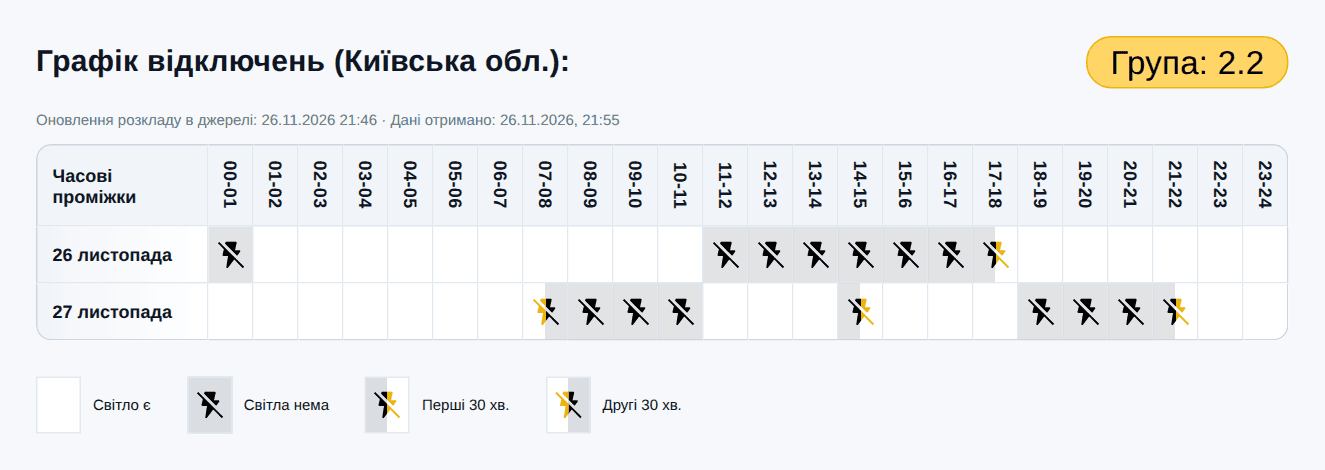 Графік відключень (Київська обл.):
Група: 2.2
Оновлення розкладу в джерелі: 26.11.2026 21:46 · Дані отримано: 26.11.2026, 21:55
Часові
проміжки
00-01
01-02
02-03
03-04
04-05
05-06
06-07
07-08
08-09
09-10
10-11
11-12
12-13
13-14
14-15
15-16
16-17
17-18
18-19
19-20
20-21
21-22
22-23
23-24
26 листопада
27 листопада
Світло є
Світла нема
Перші 30 хв.
Другі 30 хв.